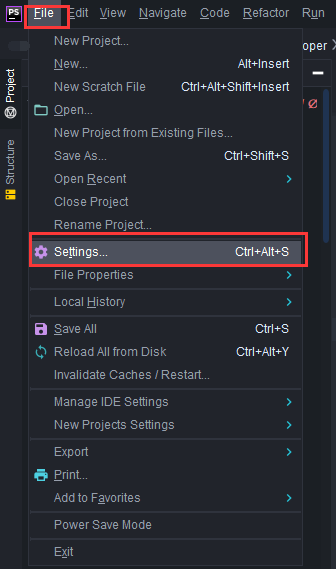 PS File Edit View Navigate Code Refactor Run
oper
Project
Structure
New Project...
New... Alt+Insert
New Scratch File Ctrl+Alt+Shift+Insert
Open...
New Project from Existing Files...
Save As... Ctrl+Shift+S
Open Recent
Close Project
Rename Project...
Settings... Ctrl+Alt+S
File Properties
Local History
Save All Ctrl+S
Reload All from Disk Ctrl+Alt+Y
Invalidate Caches / Restart...
Manage IDE Settings
New Projects Settings
Export
Print...
Add to Favorites
Power Save Mode
Exit